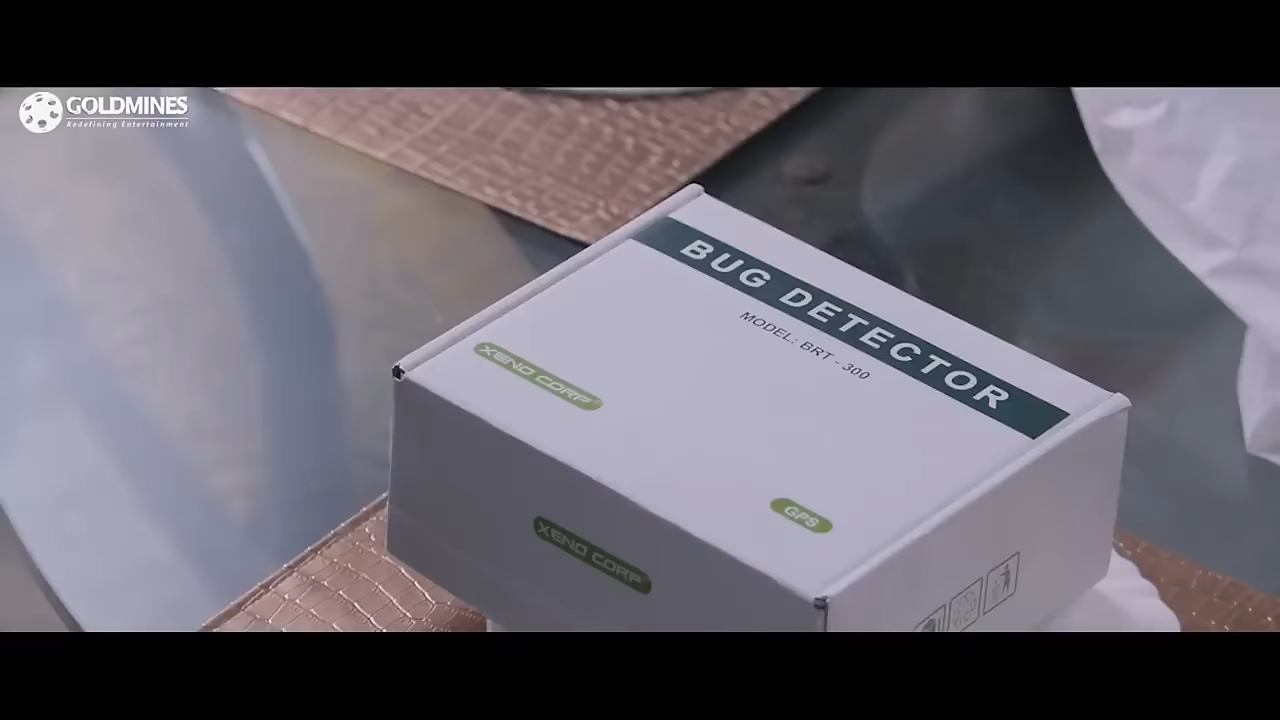 GOLDMINES
Redefining Entertainment
BUG DETECTOR
MODEL: BRT - 300
XENO CORP
GPS
XENO CORP